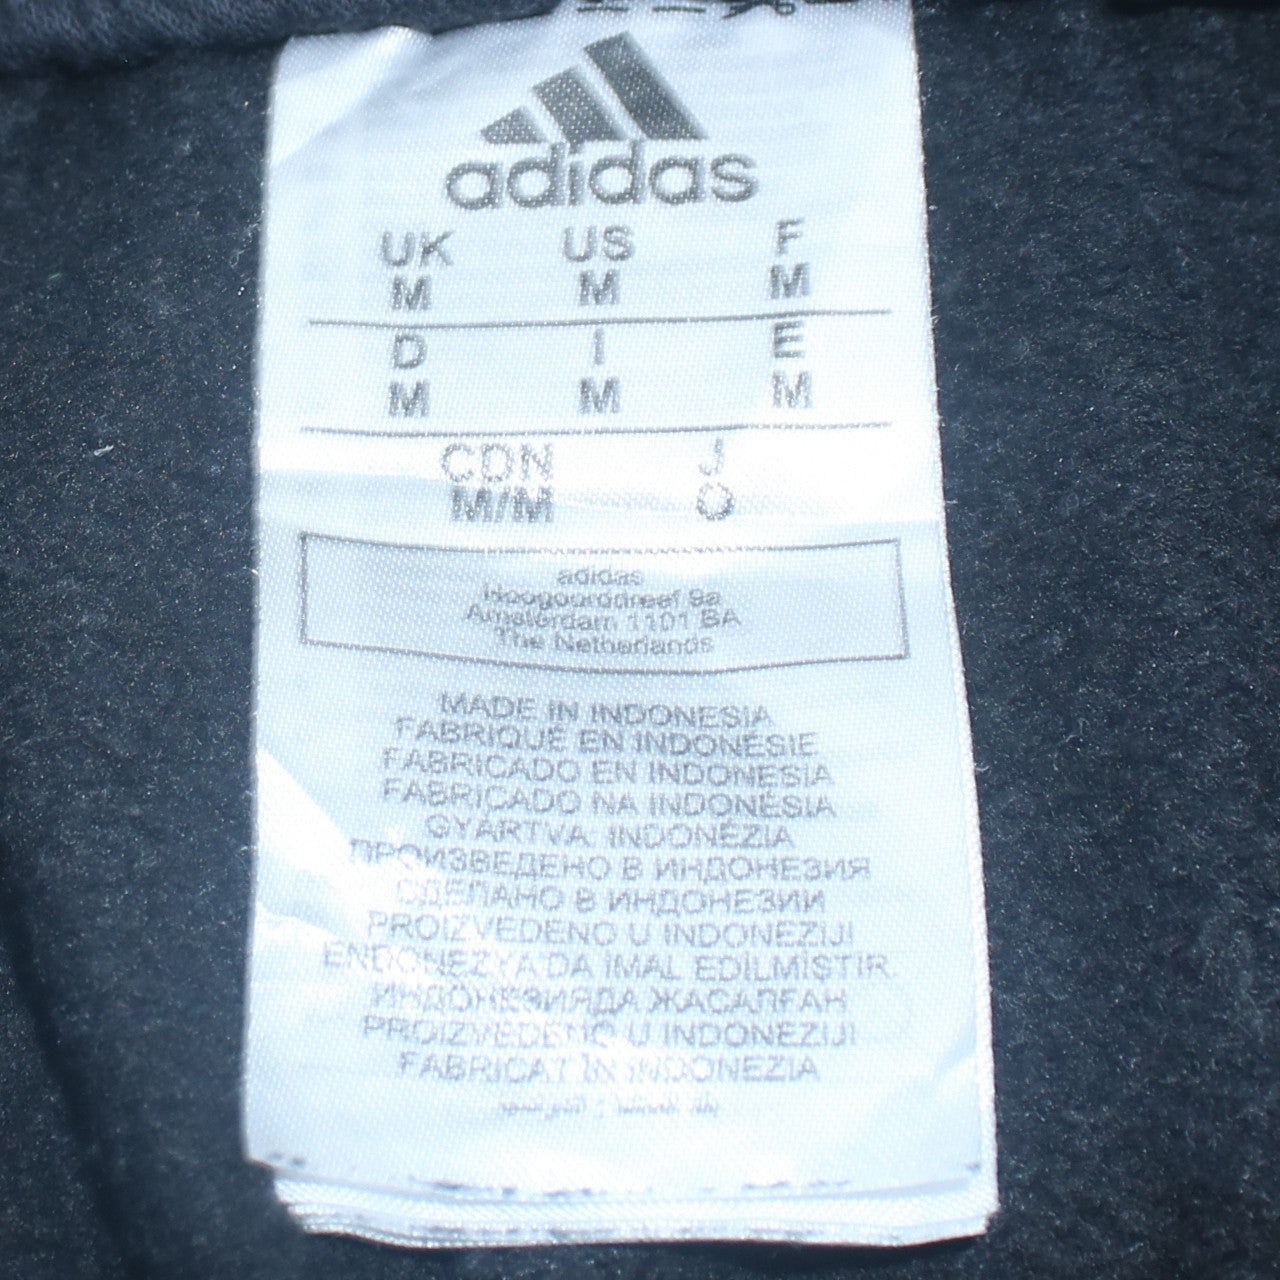 adidas
UK US F
M M M
D I E
M M M
CDN J
M/M O
adidas
Hoogoorddreef 9a
Amsterdam 1101 BA
The Netherlands
MADE IN INDONESIA
FABRIQUÉ EN INDONÉSIE
FABRICADO EN INDONESIA
FABRICADO NA INDONÉSIA
GYÁRTVA: INDONÉZIA
ПРОИЗВЕДЕНО В ИНДОНЕЗИЯ
СДЕЛАНО В ИНДОНЕЗИИ
PROIZVEDENO U INDONEZIJI
ENDONEZYA'DA İMAL EDİLMİŞTİR.
ИНДОНЕЗИЯДА ЖАСАЛҒАН
PROIZVEDENO U INDONEZIJI
FABRICAT ÎN INDONEZIA